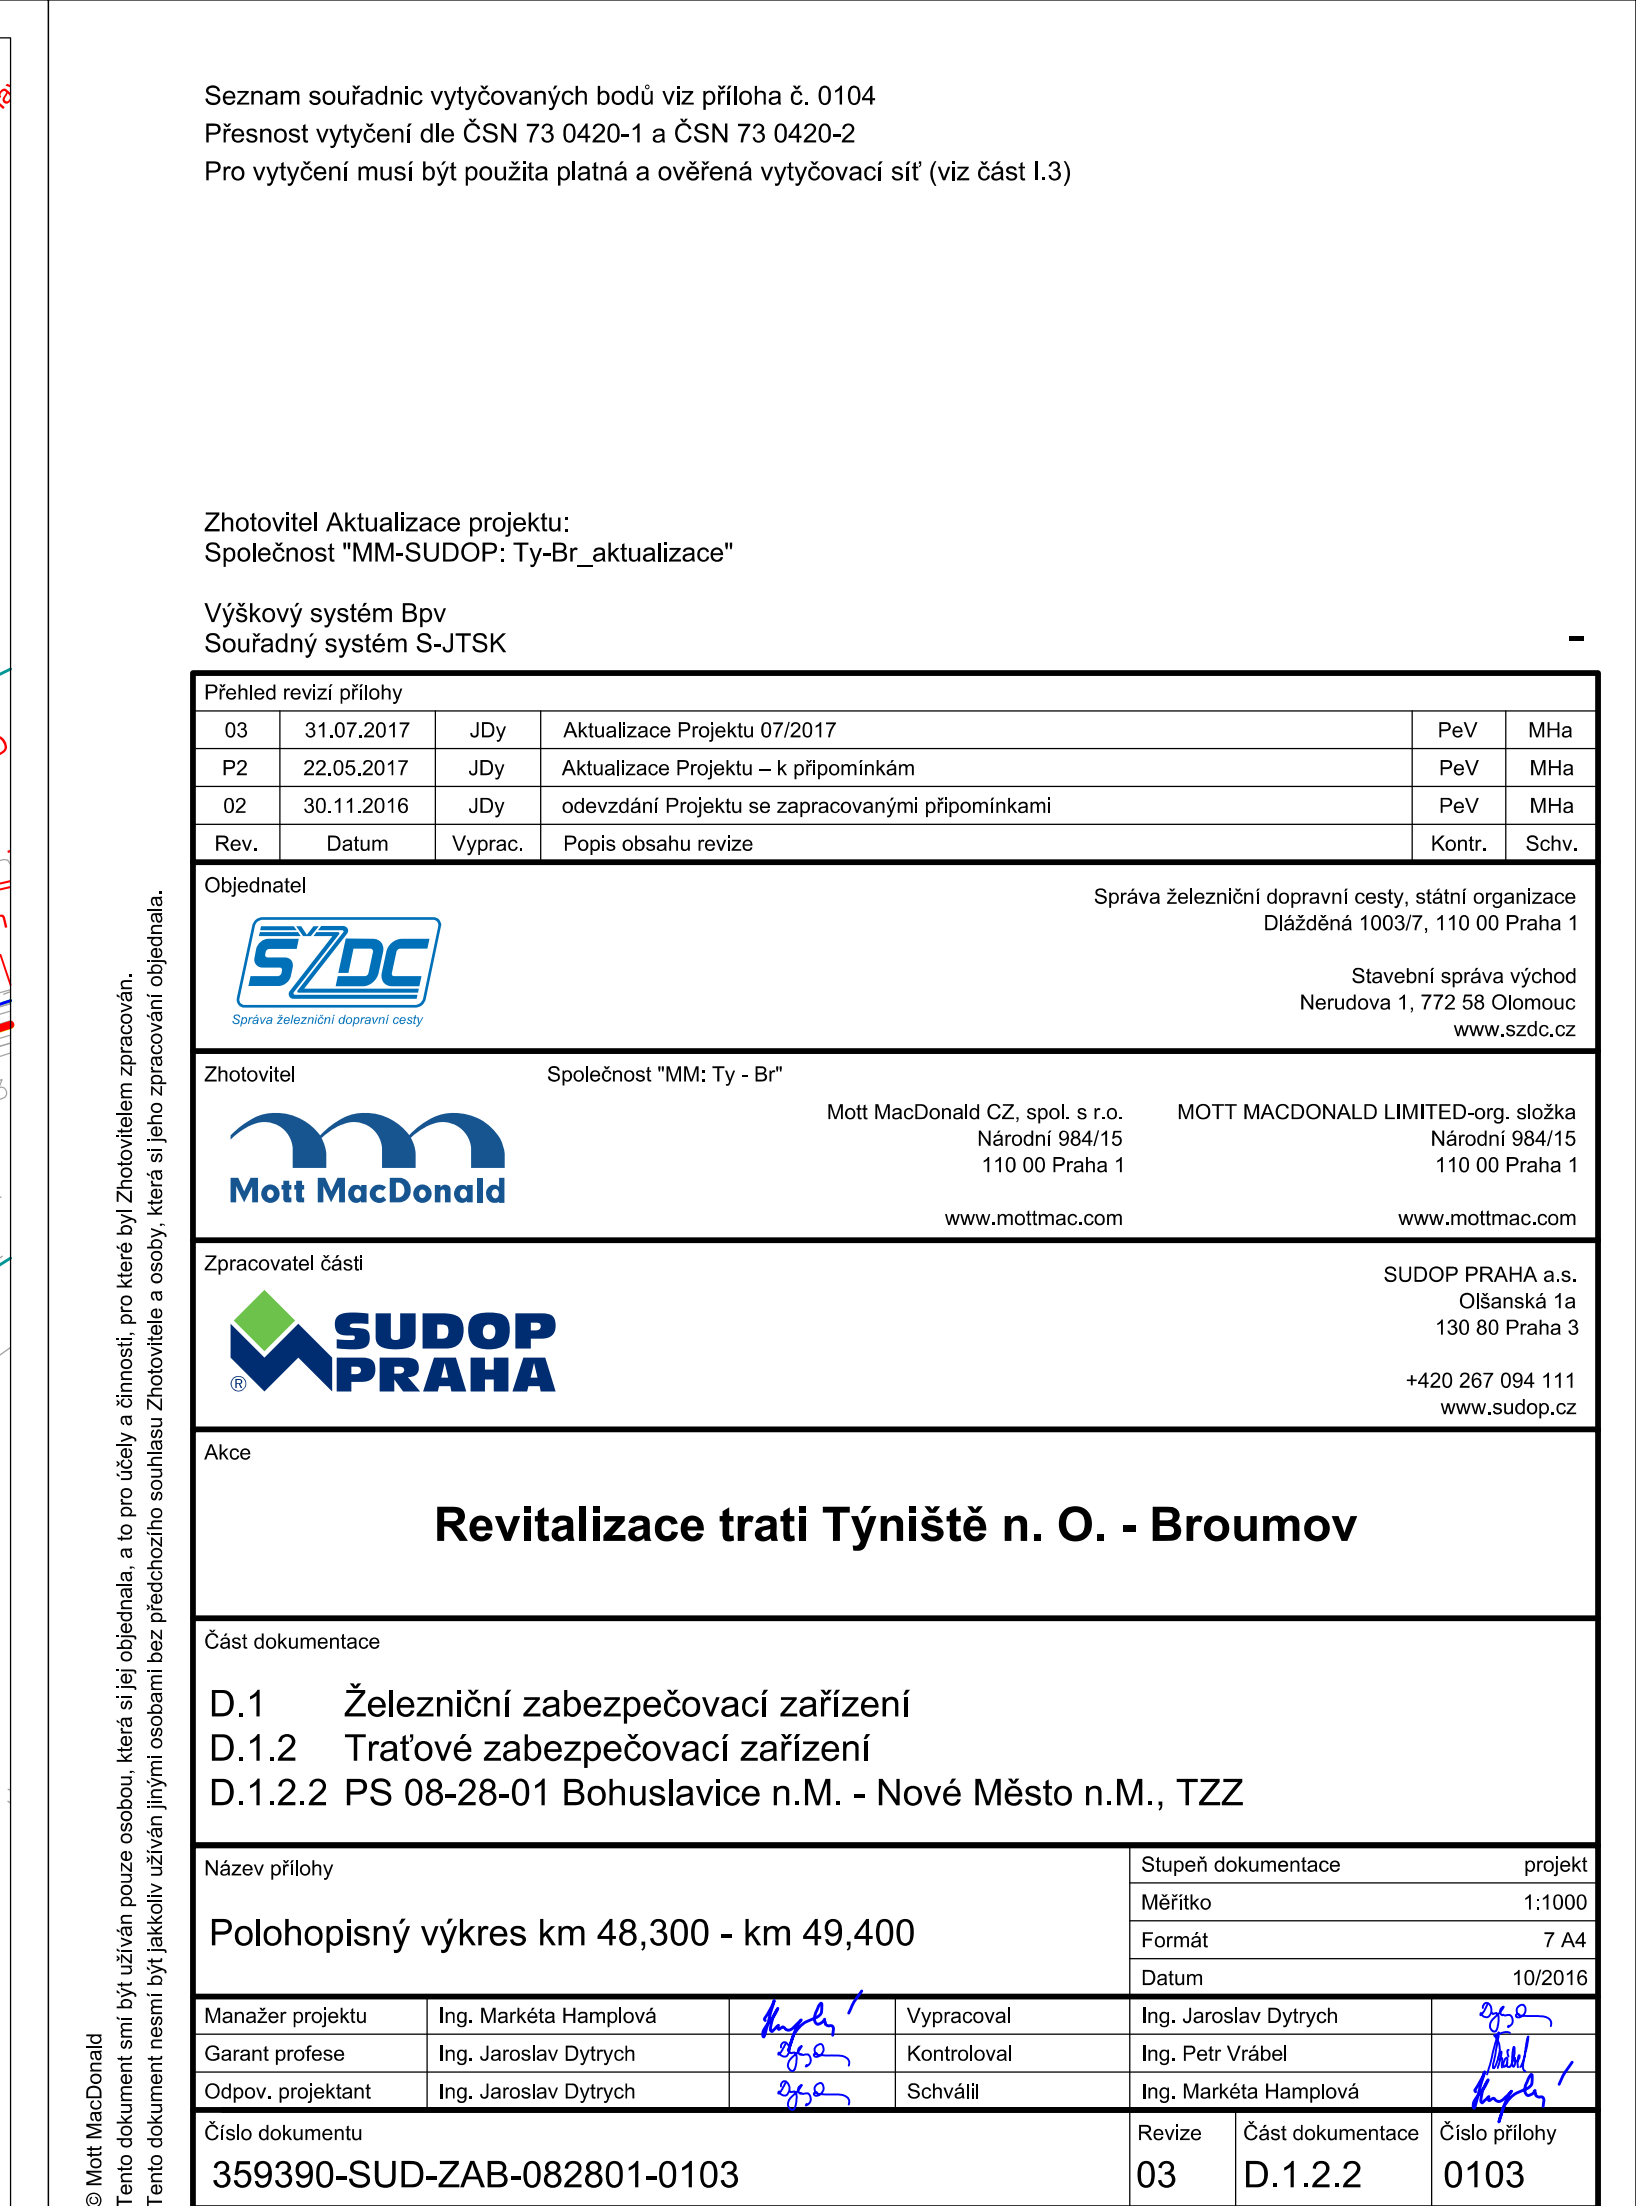 Seznam souřadnic vytyčovaných bodů viz příloha č. 0104
Přesnost vytyčení dle ČSN 73 0420-1 a ČSN 73 0420-2
Pro vytyčení musí být použita platná a ověřená vytyčovací síť (viz část I.3)
Zhotovitel Aktualizace projektu:
Společnost "MM-SUDOP: Ty-Br_aktualizace"
Výškový systém Bpv
Souřadný systém S-JTSK
Přehled revizí přílohy
03 31.07.2017 JDy Aktualizace Projektu 07/2017 PeV MHa
P2 22.05.2017 JDy Aktualizace Projektu – k připomínkám PeV MHa
02 30.11.2016 JDy odevzdání Projektu se zapracovanými připomínkami PeV MHa
Rev. Datum Vyprac. Popis obsahu revize Kontr. Schv.
Objednatel
SŽDC
Správa železniční dopravní cesty
Správa železniční dopravní cesty, státní organizace
Dlážděná 1003/7, 110 00 Praha 1
Stavební správa východ
Nerudova 1, 772 58 Olomouc
www.szdc.cz
Zhotovitel Společnost "MM: Ty - Br"
Mott MacDonald
Mott MacDonald CZ, spol. s r.o.
Národní 984/15
110 00 Praha 1
www.mottmac.com
MOTT MACDONALD LIMITED-org. složka
Národní 984/15
110 00 Praha 1
www.mottmac.com
Zpracovatel části
SUDOP
PRAHA
®
SUDOP PRAHA a.s.
Olšanská 1a
130 80 Praha 3
+420 267 094 111
www.sudop.cz
Akce
Revitalizace trati Týniště n. O. - Broumov
Část dokumentace
D.1 Železniční zabezpečovací zařízení
D.1.2 Traťové zabezpečovací zařízení
D.1.2.2 PS 08-28-01 Bohuslavice n.M. - Nové Město n.M., TZZ
Název přílohy
Polohopisný výkres km 48,300 - km 49,400
Stupeň dokumentace projekt
Měřítko 1:1000
Formát 7 A4
Datum 10/2016
Manažer projektu Ing. Markéta Hamplová Vypracoval Ing. Jaroslav Dytrych
Garant profese Ing. Jaroslav Dytrych Kontroloval Ing. Petr Vrábel
Odpov. projektant Ing. Jaroslav Dytrych Schválil Ing. Markéta Hamplová
Číslo dokumentu
359390-SUD-ZAB-082801-0103
Revize
03
Část dokumentace
D.1.2.2
Číslo přílohy
0103
© Mott MacDonald
Tento dokument smí být užíván pouze osobou, která si jej objednala, a to pro účely a činnosti, pro které byl Zhotovitelem zpracován.
Tento dokument nesmí být jakkoliv užíván jinými osobami bez předchozího souhlasu Zhotovitele a osoby, která si jeho zpracování objednala.